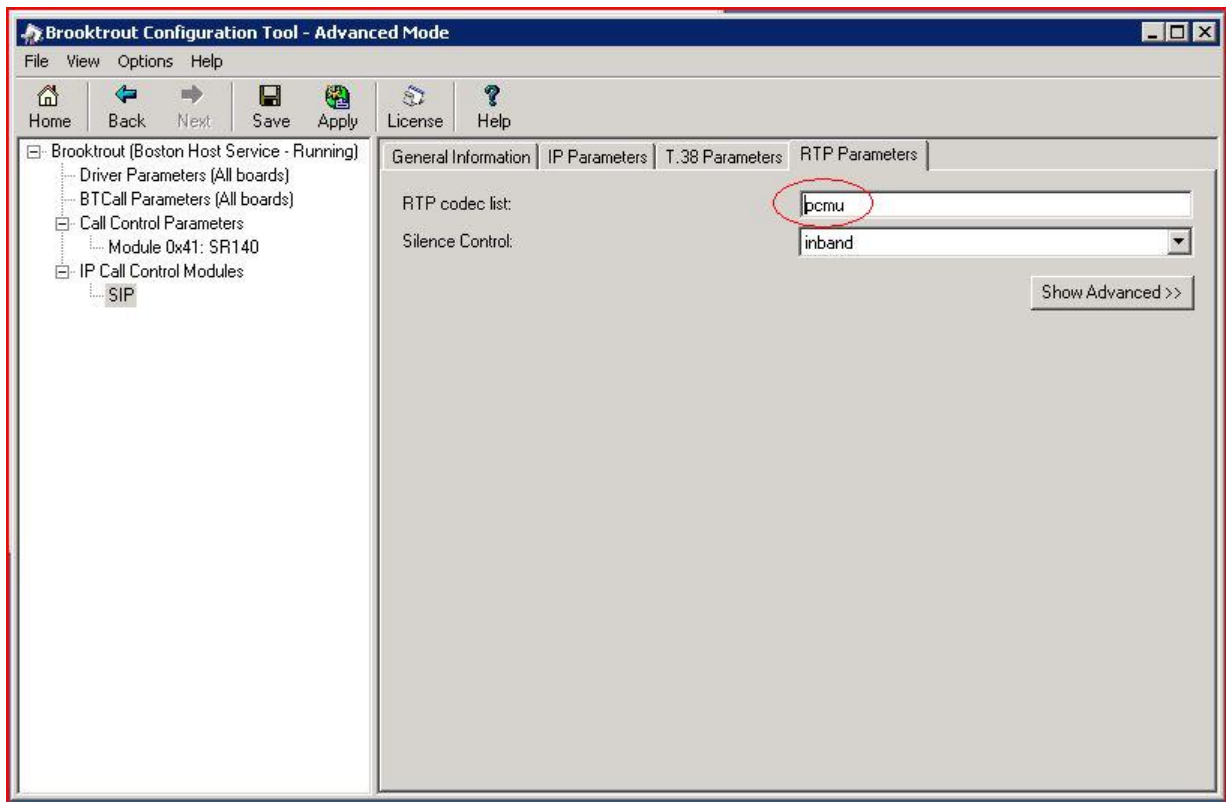 Brooktrout Configuration Tool - Advanced Mode
File View Options Help
Home Back Next Save Apply License Help
Brooktrout (Boston Host Service - Running)
Driver Parameters (All boards)
BTCall Parameters (All boards)
Call Control Parameters
Module 0x41: SR140
IP Call Control Modules
SIP
General Information IP Parameters T.38 Parameters RTP Parameters
RTP codec list: pcmu
Silence Control: inband
Show Advanced >>